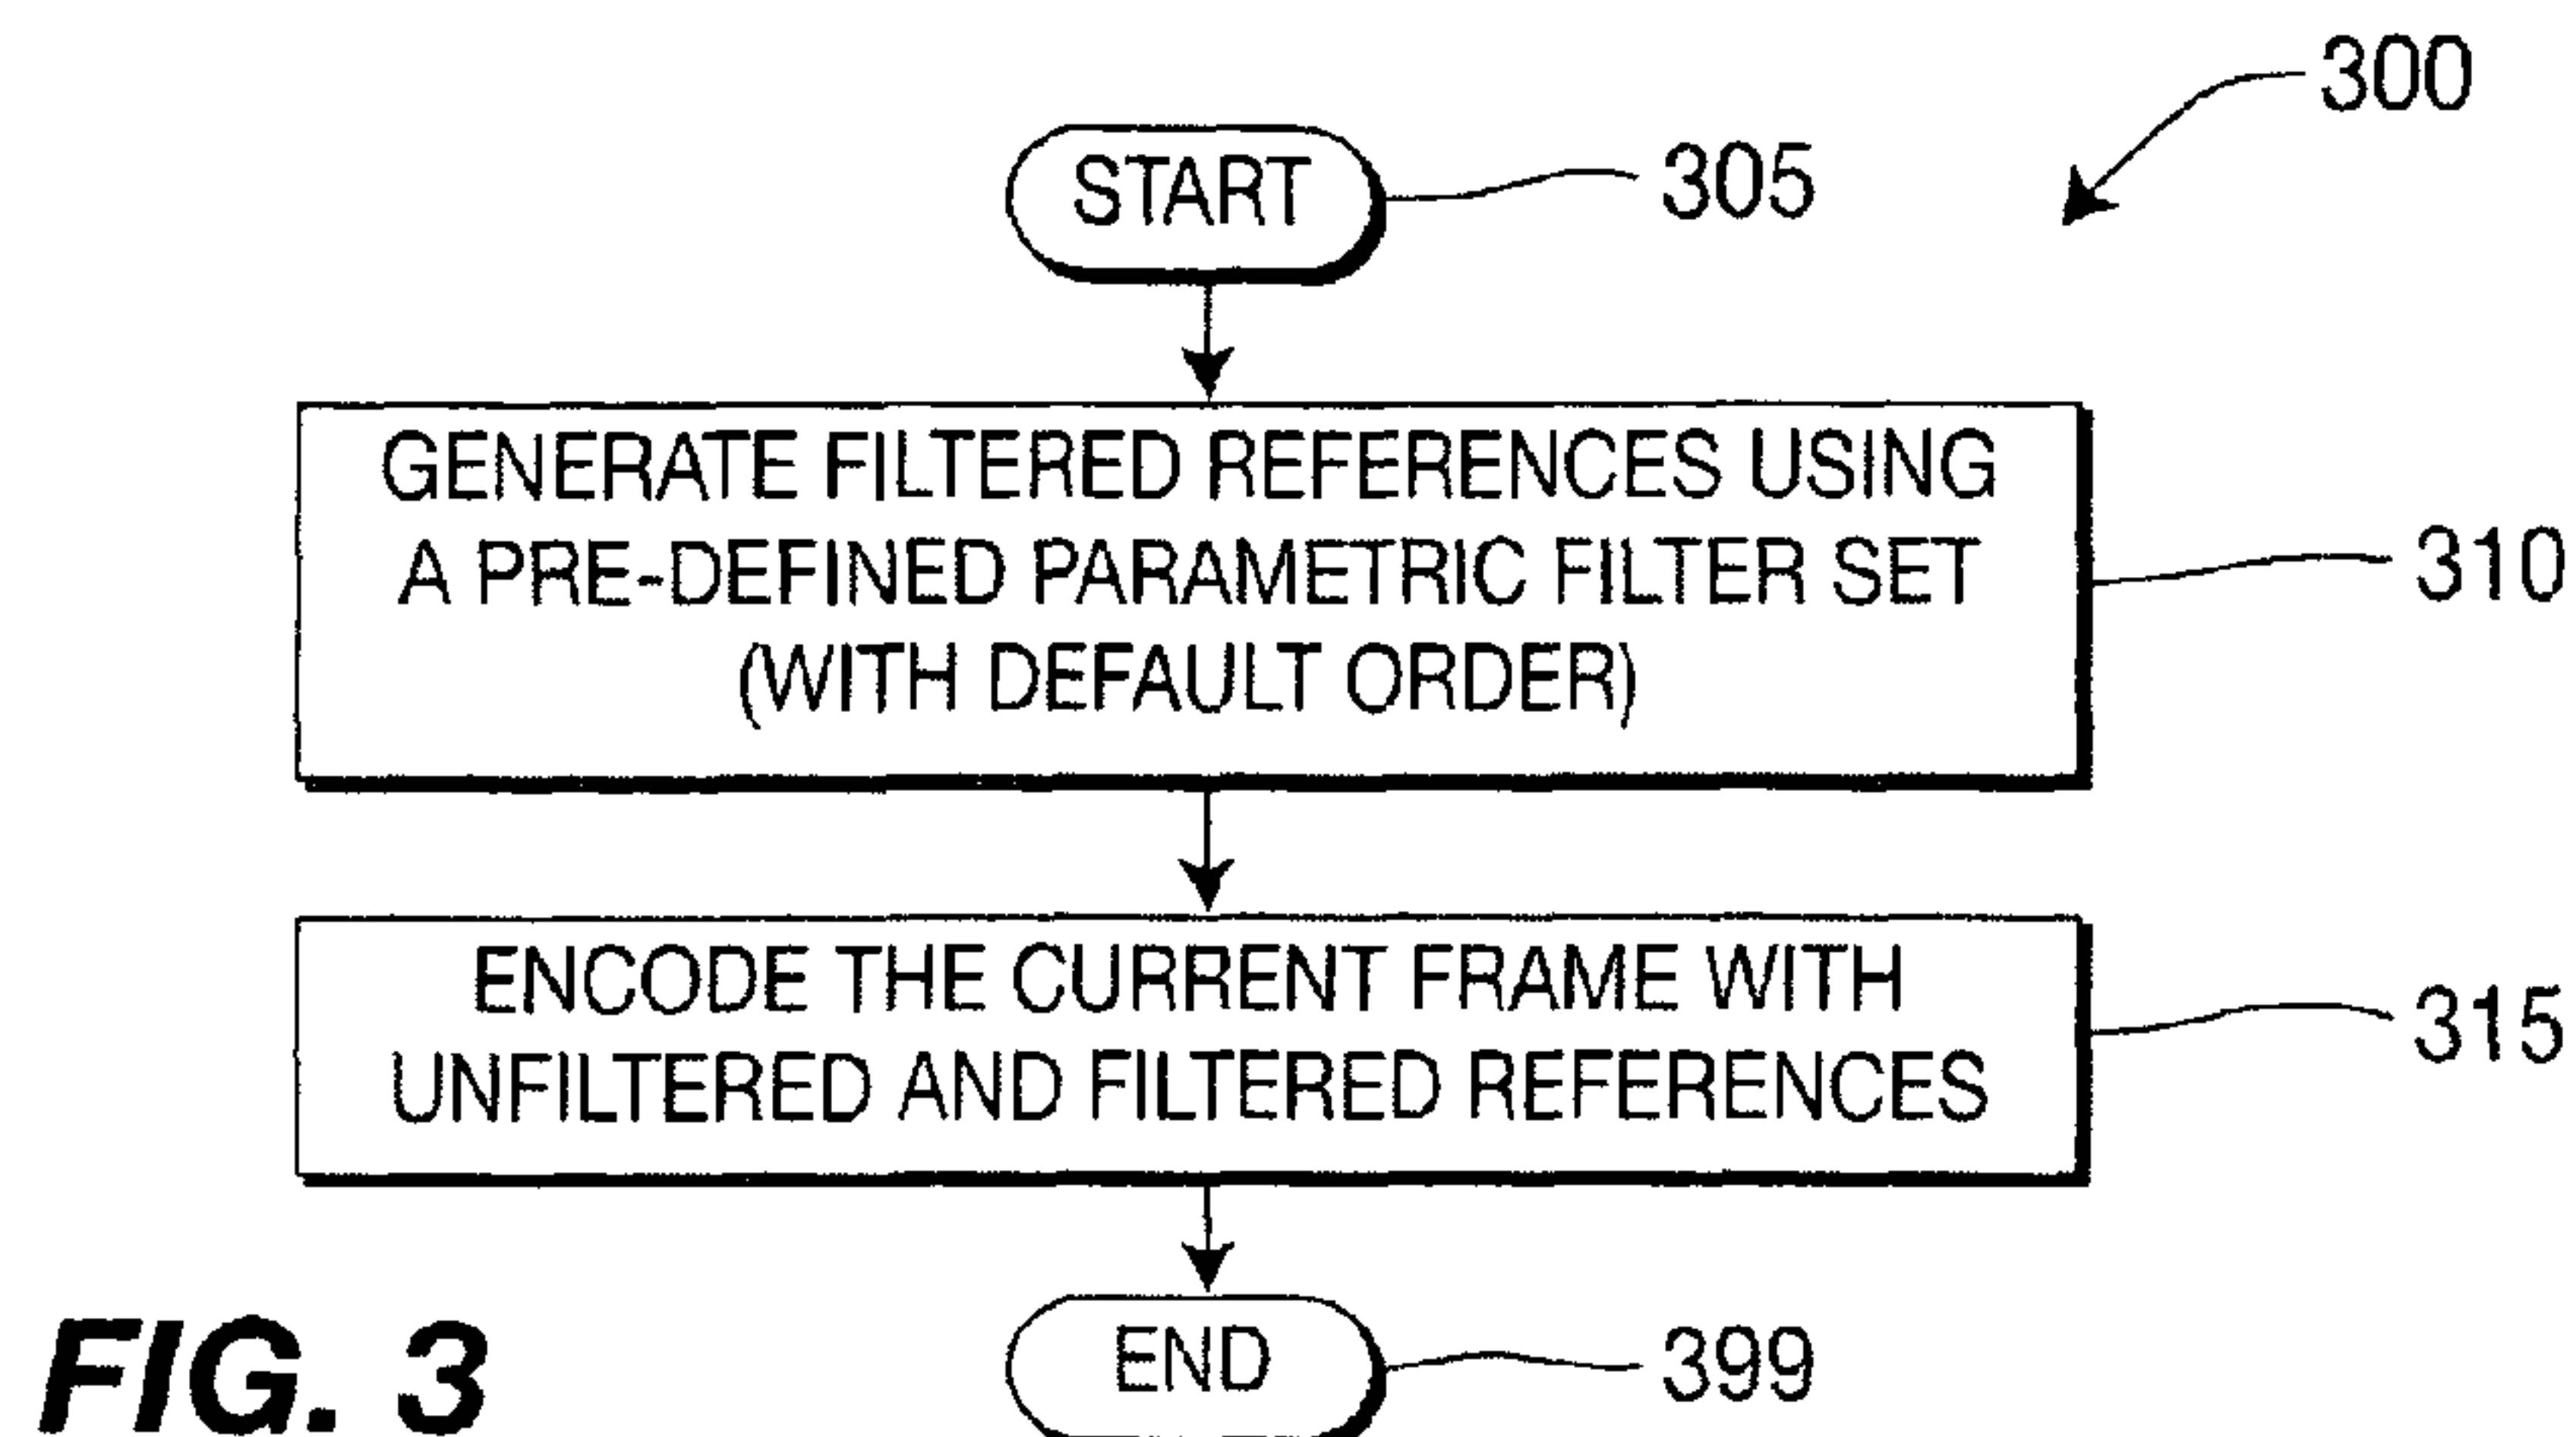 300
START
305
GENERATE FILTERED REFERENCES USING
A PRE-DEFINED PARAMETRIC FILTER SET
(WITH DEFAULT ORDER)
310
ENCODE THE CURRENT FRAME WITH
UNFILTERED AND FILTERED REFERENCES
315
END
399
FIG. 3